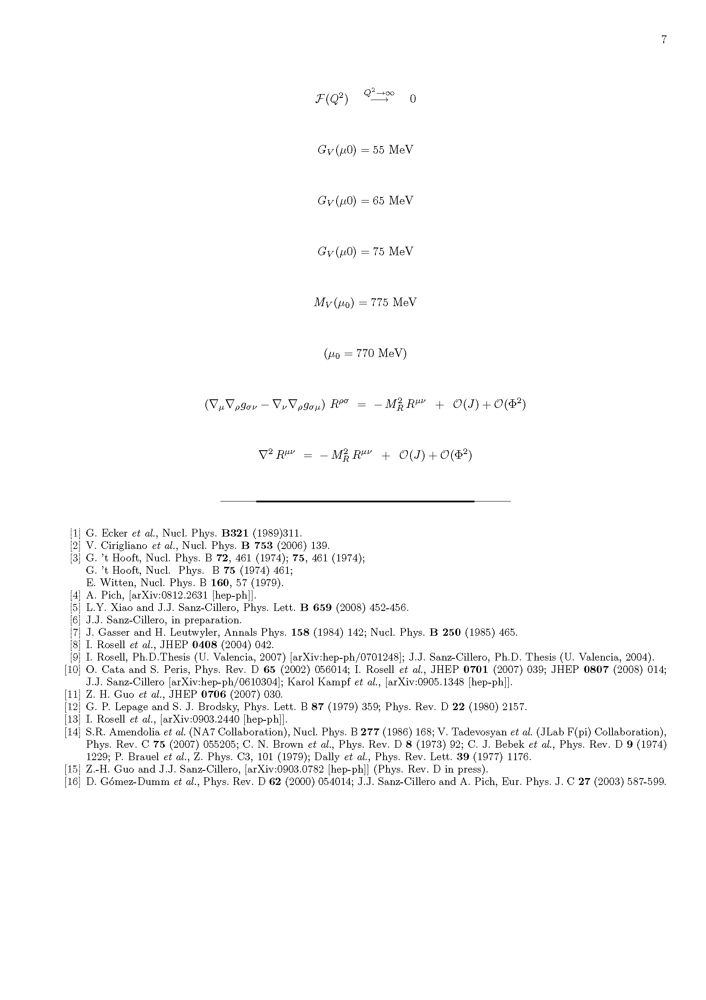 7
$\mathcal{F}(Q^2) \quad \stackrel{Q^2 \to \infty}{\longrightarrow} \quad 0$
$G_V(\mu 0) = 55$ MeV
$G_V(\mu 0) = 65$ MeV
$G_V(\mu 0) = 75$ MeV
$M_V(\mu_0) = 775$ MeV
$(\mu_0 = 770$ MeV)
$(\nabla_\mu \nabla_\rho g_{\sigma\nu} - \nabla_\nu \nabla_\rho g_{\sigma\mu}) \, R^{\rho\sigma} \; = \; - M_R^2 \, R^{\mu\nu} \; + \; \mathcal{O}(J) + \mathcal{O}(\Phi^2)$
$\nabla^2 \, R^{\mu\nu} \; = \; - M_R^2 \, R^{\mu\nu} \; + \; \mathcal{O}(J) + \mathcal{O}(\Phi^2)$
[1] G. Ecker et al., Nucl. Phys. B321 (1989)311.
[2] V. Cirigliano et al., Nucl. Phys. B 753 (2006) 139.
[3] G. 't Hooft, Nucl. Phys. B 72, 461 (1974); 75, 461 (1974);
G. 't Hooft, Nucl. Phys. B 75 (1974) 461;
E. Witten, Nucl. Phys. B 160, 57 (1979).
[4] A. Pich, [arXiv:0812.2631 [hep-ph]].
[5] L.Y. Xiao and J.J. Sanz-Cillero, Phys. Lett. B 659 (2008) 452-456.
[6] J.J. Sanz-Cillero, in preparation.
[7] J. Gasser and H. Leutwyler, Annals Phys. 158 (1984) 142; Nucl. Phys. B 250 (1985) 465.
[8] I. Rosell et al., JHEP 0408 (2004) 042.
[9] I. Rosell, Ph.D.Thesis (U. Valencia, 2007) [arXiv:hep-ph/0701248]; J.J. Sanz-Cillero, Ph.D. Thesis (U. Valencia, 2004).
[10] O. Cata and S. Peris, Phys. Rev. D 65 (2002) 056014; I. Rosell et al., JHEP 0701 (2007) 039; JHEP 0807 (2008) 014;
J.J. Sanz-Cillero [arXiv:hep-ph/0610304]; Karol Kampf et al., [arXiv:0905.1348 [hep-ph]].
[11] Z. H. Guo et al., JHEP 0706 (2007) 030.
[12] G. P. Lepage and S. J. Brodsky, Phys. Lett. B 87 (1979) 359; Phys. Rev. D 22 (1980) 2157.
[13] I. Rosell et al., [arXiv:0903.2440 [hep-ph]].
[14] S.R. Amendolia et al. (NA7 Collaboration), Nucl. Phys. B 277 (1986) 168; V. Tadevosyan et al. (JLab F(pi) Collaboration),
Phys. Rev. C 75 (2007) 055205; C. N. Brown et al., Phys. Rev. D 8 (1973) 92; C. J. Bebek et al., Phys. Rev. D 9 (1974)
1229; P. Brauel et al., Z. Phys. C3, 101 (1979); Dally et al., Phys. Rev. Lett. 39 (1977) 1176.
[15] Z.-H. Guo and J.J. Sanz-Cillero, [arXiv:0903.0782 [hep-ph]] (Phys. Rev. D in press).
[16] D. Gómez-Dumm et al., Phys. Rev. D 62 (2000) 054014; J.J. Sanz-Cillero and A. Pich, Eur. Phys. J. C 27 (2003) 587-599.